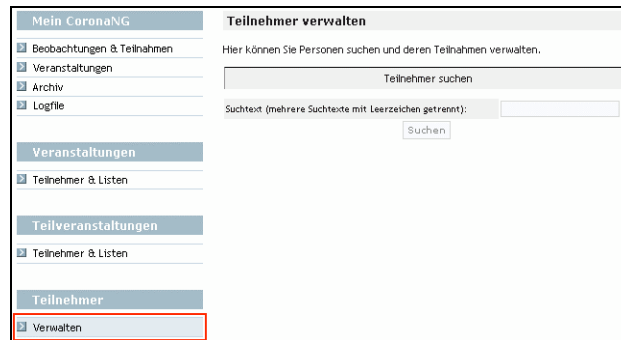 Mein CoronaNG
Beobachtungen & Teilnahmen
Veranstaltungen
Archiv
Logfile
Veranstaltungen
Teilnehmer & Listen
Teilveranstaltungen
Teilnehmer & Listen
Teilnehmer
Verwalten
Teilnehmer verwalten
Hier können Sie Personen suchen und deren Teilnahmen verwalten.
Teilnehmer suchen
Suchtext (mehrere Suchtexte mit Leerzeichen getrennt):
Suchen